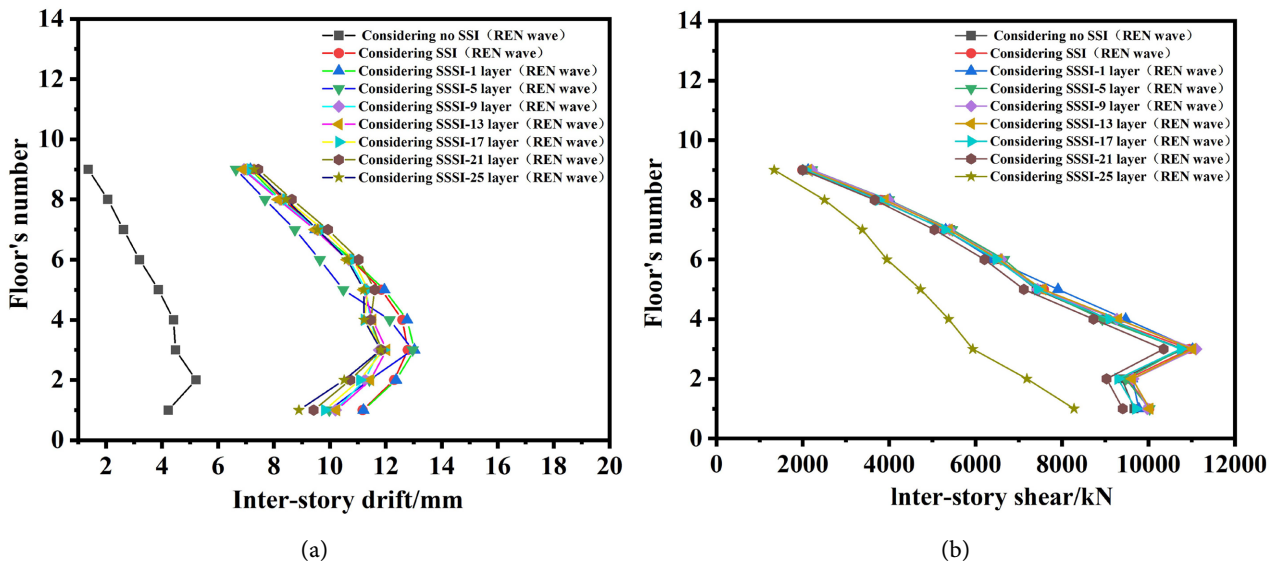 14
12
10
8
6
4
2
0
Floor's number
Considering no SSI（REN wave）
Considering SSI（REN wave）
Considering SSSI-1 layer（REN wave）
Considering SSSI-5 layer（REN wave）
Considering SSSI-9 layer（REN wave）
Considering SSSI-13 layer（REN wave）
Considering SSSI-17 layer（REN wave）
Considering SSSI-21 layer（REN wave）
Considering SSSI-25 layer（REN wave）
2 4 6 8 10 12 14 16 18 20
Inter-story drift/mm
(a)
14
12
10
8
6
4
2
0
Floor's number
Considering no SSI（REN wave）
Considering SSI（REN wave）
Considering SSSI-1 layer（REN wave）
Considering SSSI-5 layer（REN wave）
Considering SSSI-9 layer（REN wave）
Considering SSSI-13 layer（REN wave）
Considering SSSI-17 layer（REN wave）
Considering SSSI-21 layer（REN wave）
Considering SSSI-25 layer（REN wave）
0 2000 4000 6000 8000 10000 12000
lnter-story shear/kN
(b)